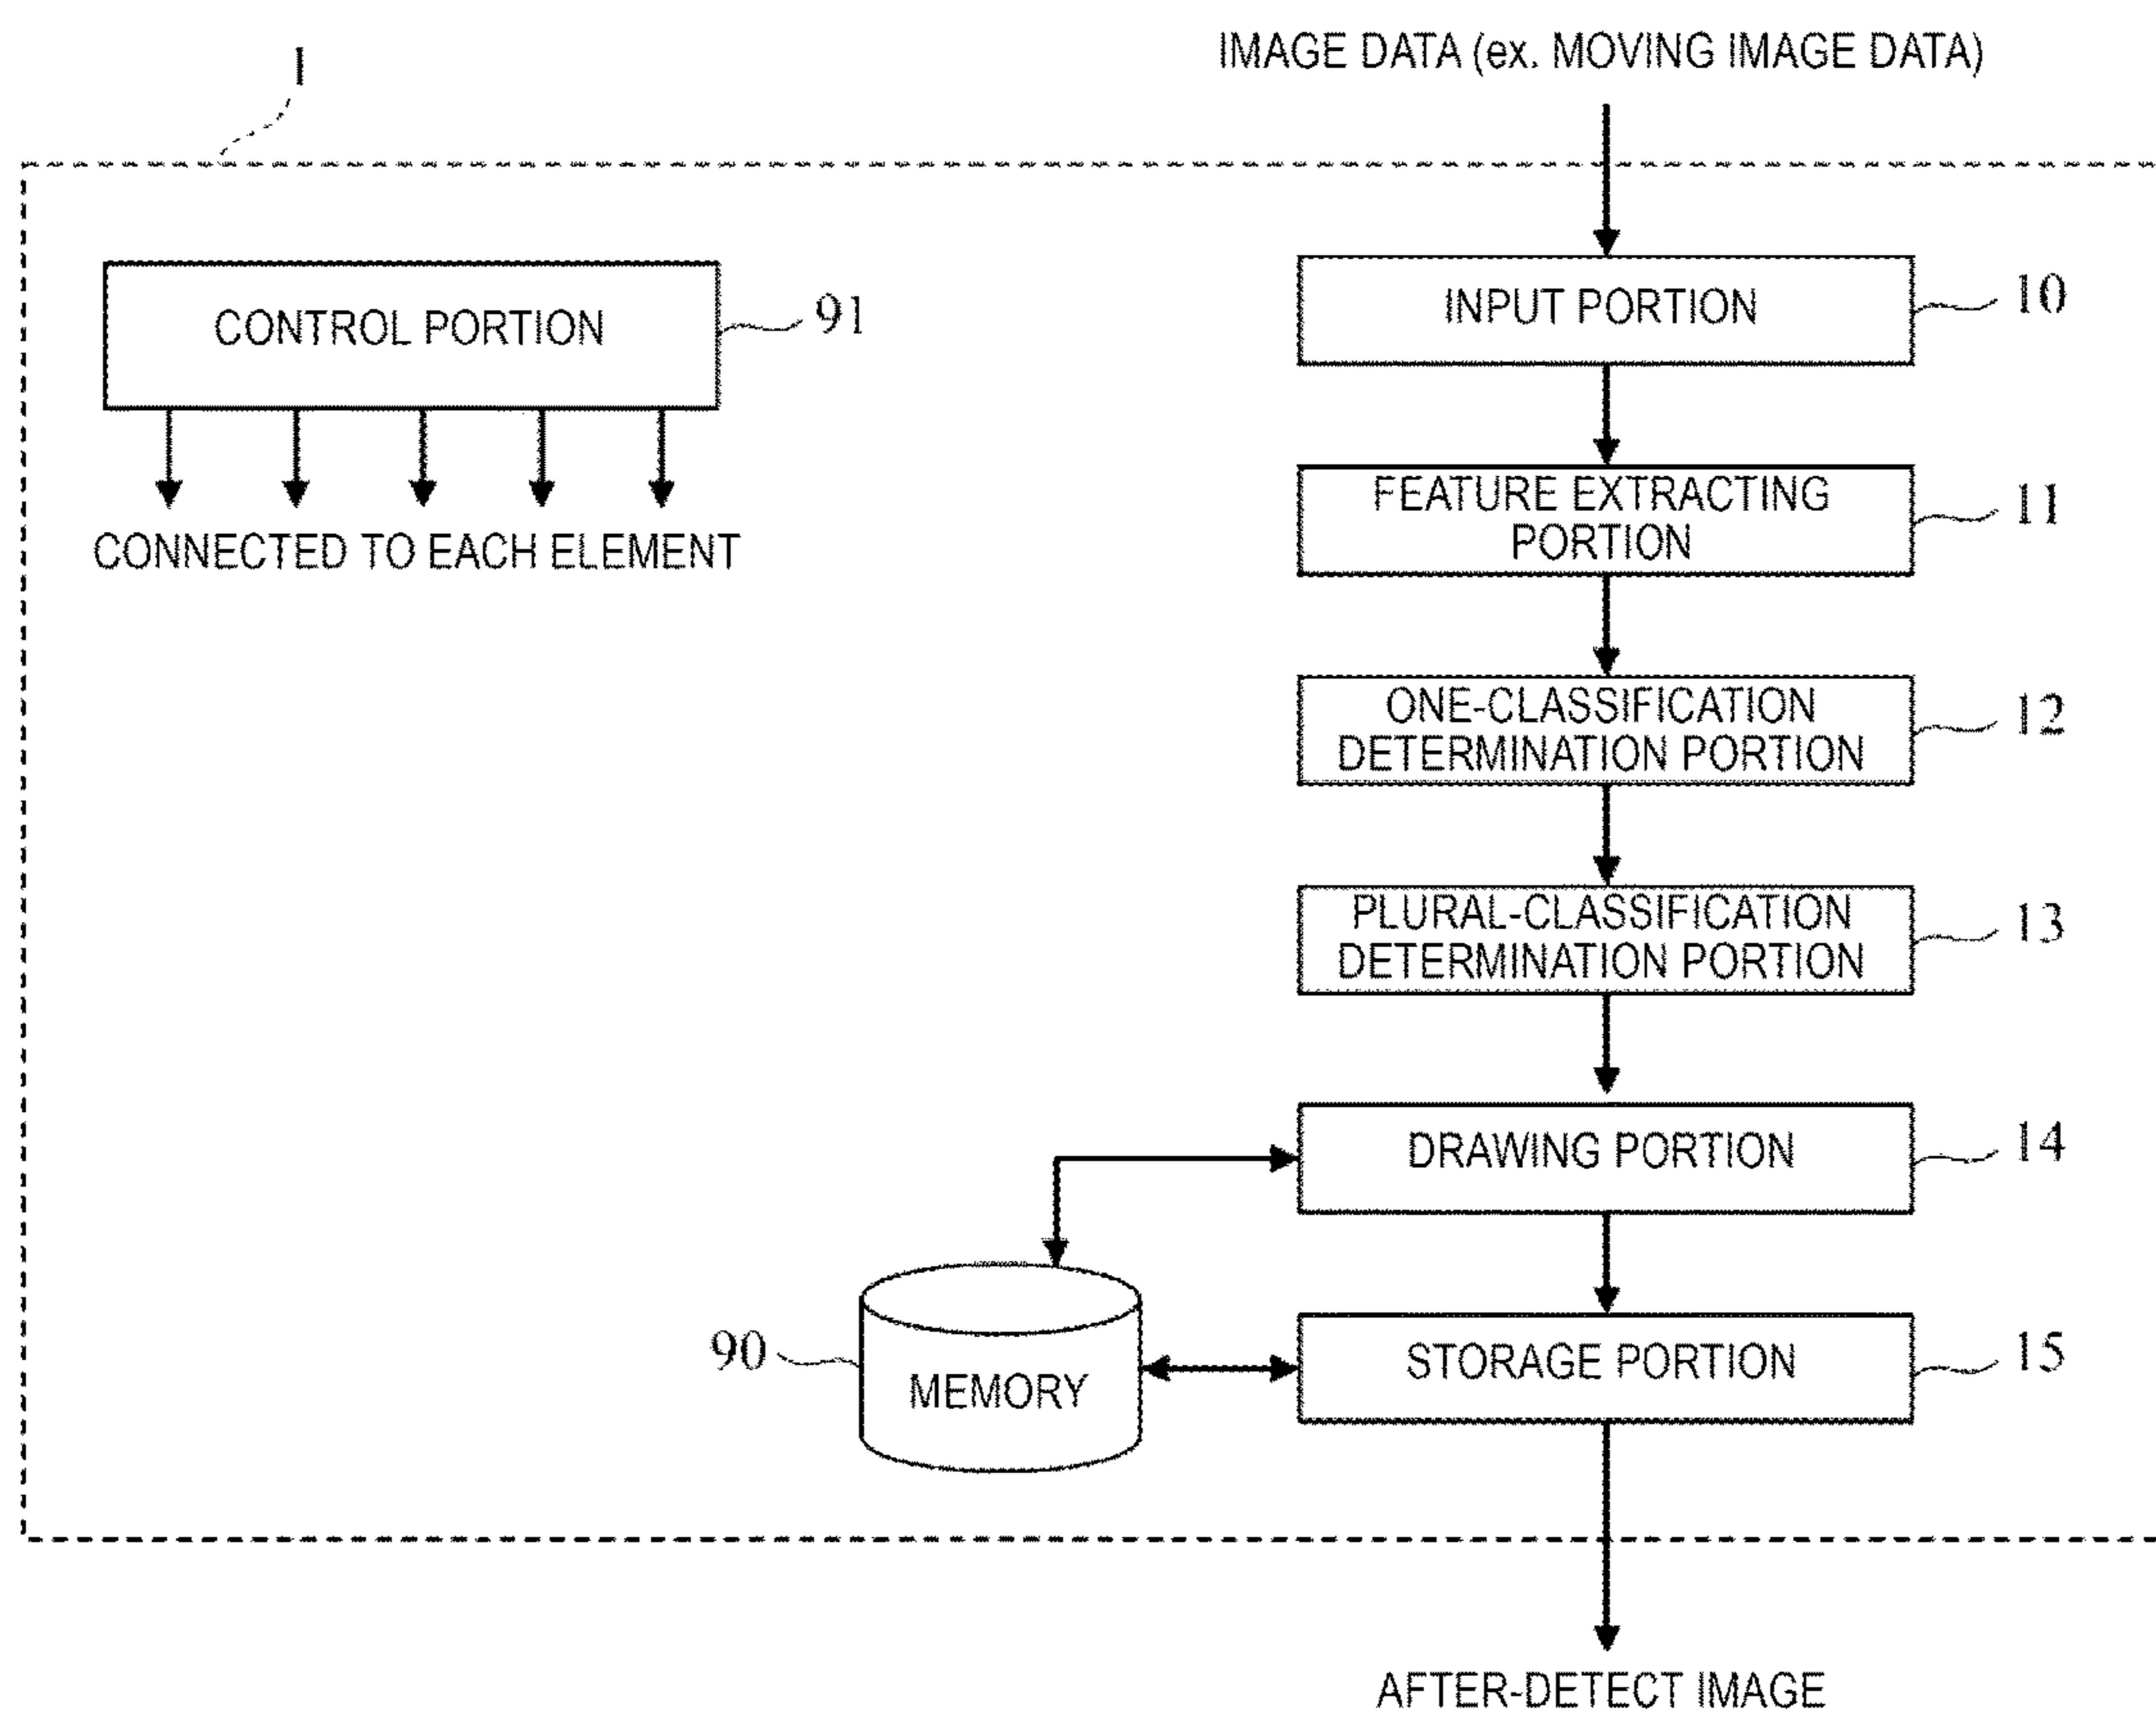 1
IMAGE DATA (ex. MOVING IMAGE DATA)
CONTROL PORTION
91
CONNECTED TO EACH ELEMENT
INPUT PORTION
10
FEATURE EXTRACTING
PORTION
11
ONE-CLASSIFICATION
DETERMINATION PORTION
12
PLURAL-CLASSIFICATION
DETERMINATION PORTION
13
DRAWING PORTION
14
90
MEMORY
STORAGE PORTION
15
AFTER-DETECT IMAGE